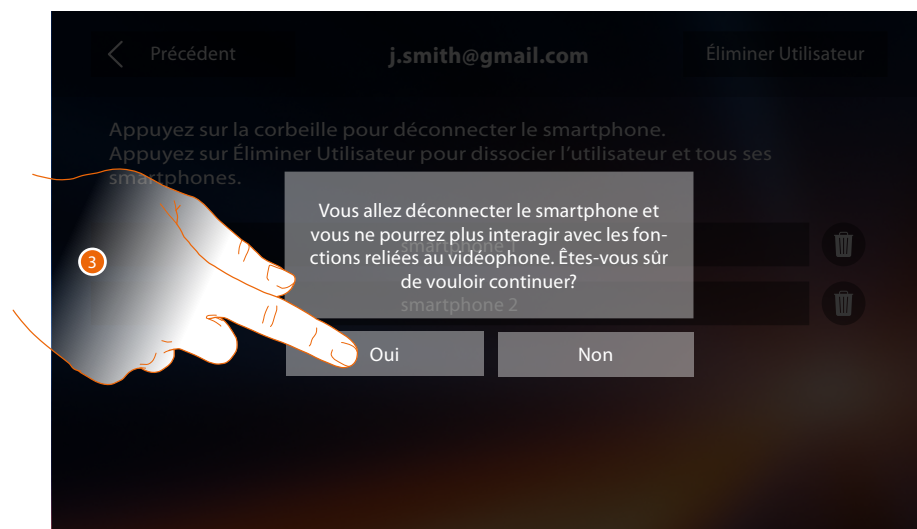 Précédent
j.smith@gmail.com
Éliminer Utilisateur
Appuyez sur la corbeille pour déconnecter le smartphone.
Appuyez sur Éliminer Utilisateur pour dissocier l’utilisateur et tous ses
smartphones.
Vous allez déconnecter le smartphone et
vous ne pourrez plus interagir avec les fon-
ctions reliées au vidéophone. Êtes-vous sûr
de vouloir continuer?
smartphone 1
smartphone 2
3
Oui
Non